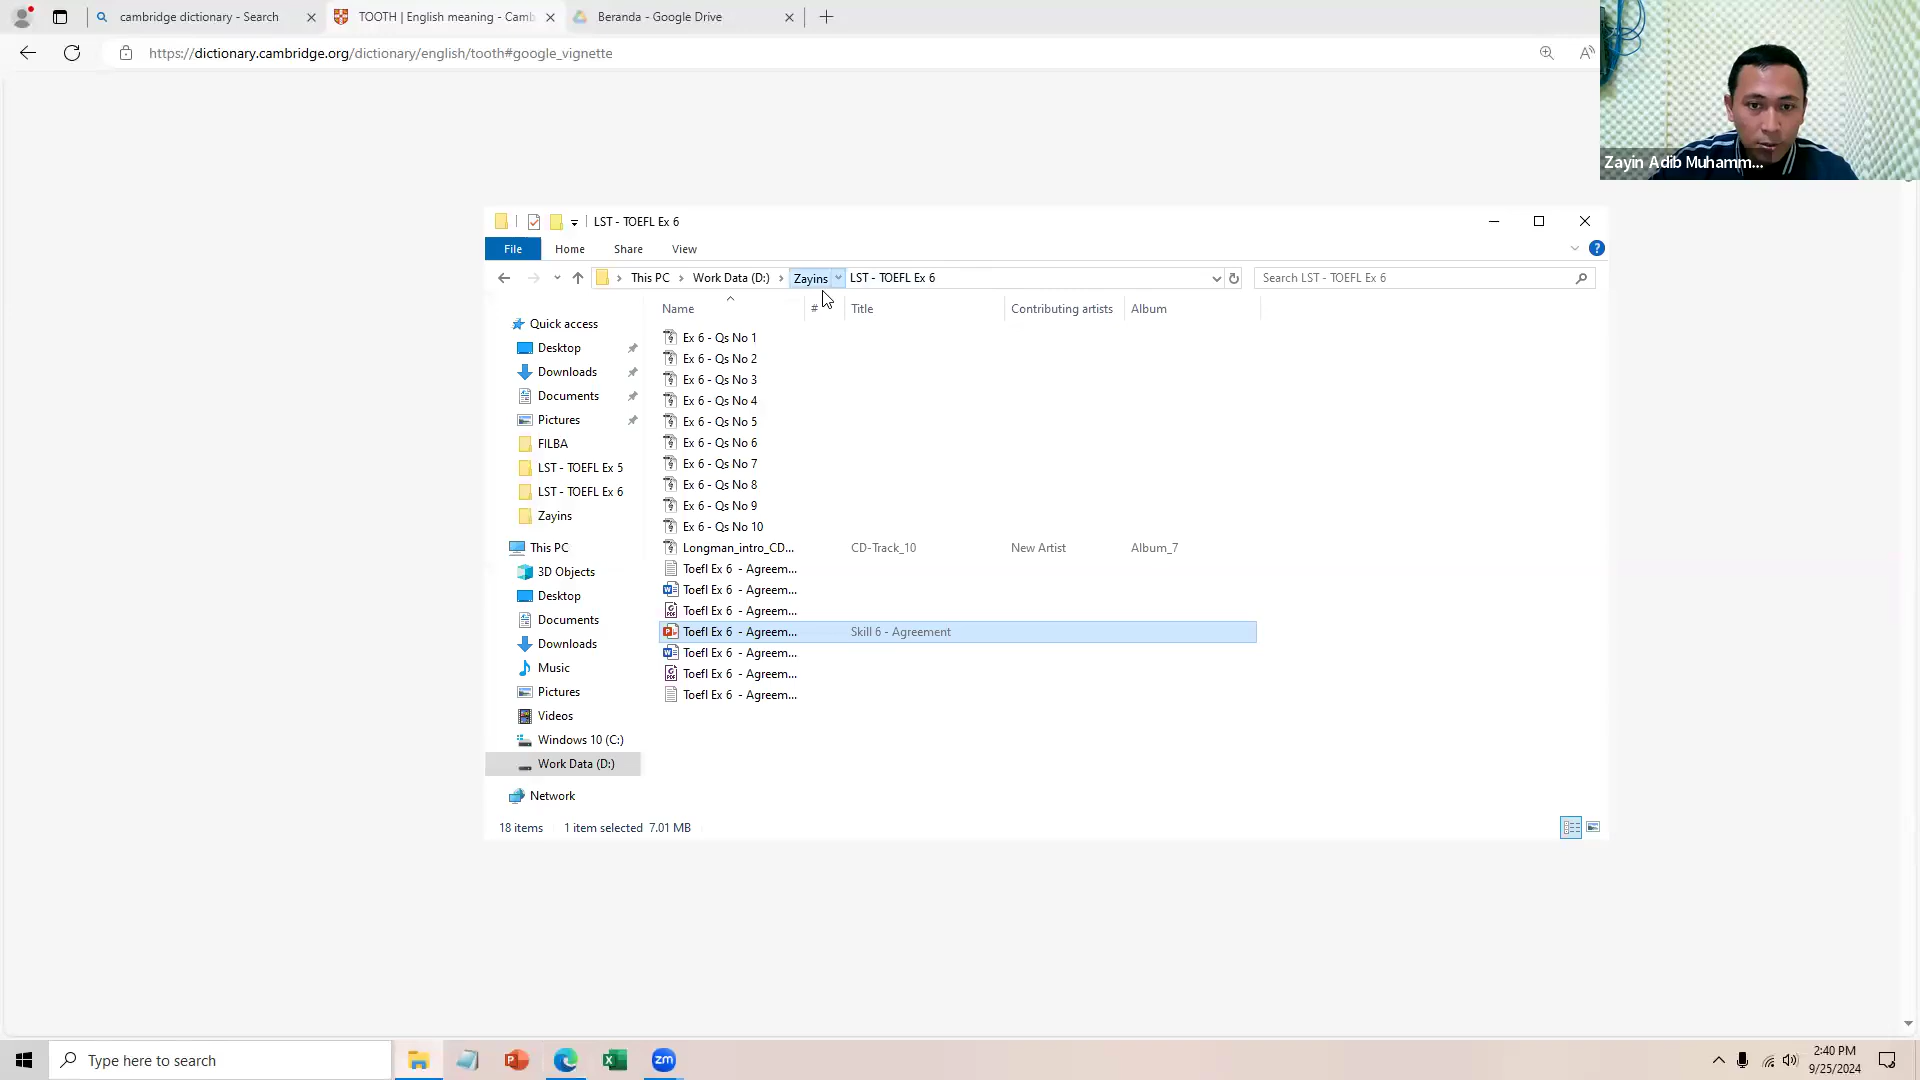 cambridge dictionary - Search
TOOTH | English meaning - Camb
Beranda - Google Drive
https://dictionary.cambridge.org/dictionary/english/tooth#google_vignette
Zayin Adib Muhamm...
LST - TOEFL Ex 6
File Home Share View
This PC Work Data (D:) Zayins LST - TOEFL Ex 6
Search LST - TOEFL Ex 6
Name # Title Contributing artists Album
Quick access
Desktop
Downloads
Documents
Pictures
FILBA
LST - TOEFL Ex 5
LST - TOEFL Ex 6
Zayins
This PC
3D Objects
Desktop
Documents
Downloads
Music
Pictures
Videos
Windows 10 (C:)
Work Data (D:)
Network
Ex 6 - Qs No 1
Ex 6 - Qs No 2
Ex 6 - Qs No 3
Ex 6 - Qs No 4
Ex 6 - Qs No 5
Ex 6 - Qs No 6
Ex 6 - Qs No 7
Ex 6 - Qs No 8
Ex 6 - Qs No 9
Ex 6 - Qs No 10
Longman_intro_CD... CD-Track_10 New Artist Album_7
Toefl Ex 6 - Agreem...
Toefl Ex 6 - Agreem...
Toefl Ex 6 - Agreem...
Toefl Ex 6 - Agreem... Skill 6 - Agreement
Toefl Ex 6 - Agreem...
Toefl Ex 6 - Agreem...
Toefl Ex 6 - Agreem...
18 items 1 item selected 7.01 MB
Type here to search
zm
2:40 PM
9/25/2024